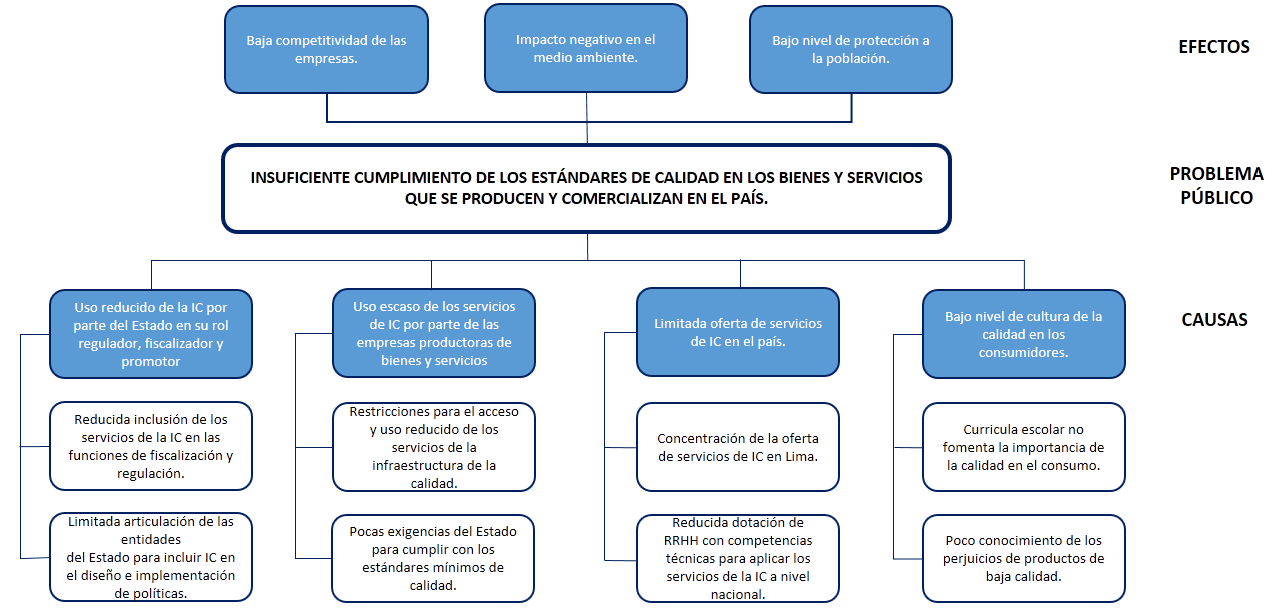 Baja competitividad de las
empresas.
Impacto negativo en el
medio ambiente.
Bajo nivel de protección a
la población.
EFECTOS
INSUFICIENTE CUMPLIMIENTO DE LOS ESTÁNDARES DE CALIDAD EN LOS BIENES Y SERVICIOS
QUE SE PRODUCEN Y COMERCIALIZAN EN EL PAÍS.
PROBLEMA
PÚBLICO
Uso reducido de la IC por
parte del Estado en su rol
regulador, fiscalizador y
promotor
Uso escaso de los servicios
de IC por parte de las
empresas productoras de
bienes y servicios
Limitada oferta de servicios
de IC en el país.
Bajo nivel de cultura de la
calidad en los
consumidores.
CAUSAS
Reducida inclusión de los
servicios de la IC en las
funciones de fiscalización y
regulación.
Restricciones para el acceso
y uso reducido de los
servicios de la
infraestructura de la
calidad.
Concentración de la oferta
de servicios de IC en Lima.
Curricula escolar no
fomenta la importancia de
la calidad en el consumo.
Limitada articulación de las
entidades
del Estado para incluir IC en
el diseño e implementación
de políticas.
Pocas exigencias del Estado
para cumplir con los
estándares mínimos de
calidad.
Reducida dotación de
RRHH con competencias
técnicas para aplicar los
servicios de la IC a nivel
nacional.
Poco conocimiento de los
perjuicios de productos de
baja calidad.